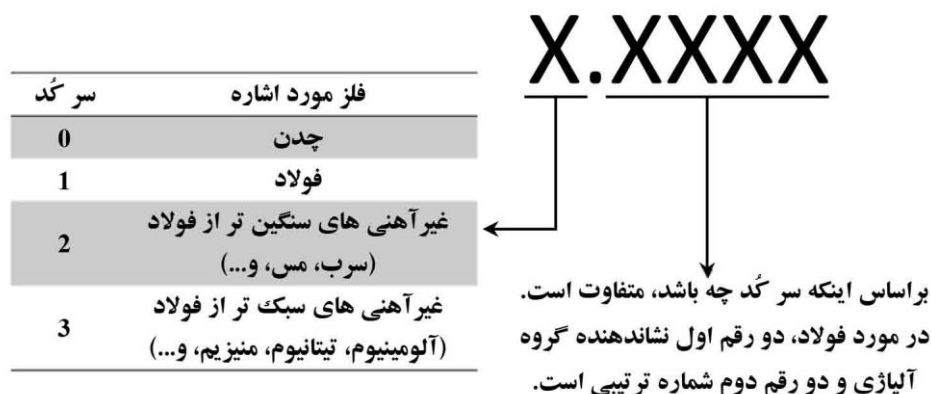 X.XXXX
سر کُد فلز مورد اشاره
0 چدن
1 فولاد
2 غیرآهنی های سنگین تر از فولاد
(سرب، مس، و...)
3 غیرآهنی های سبک تر از فولاد
(آلومینیوم، تیتانیوم، منیزیم، و...)
براساس اینکه سر کُد چه باشد، متفاوت است.
در مورد فولاد، دو رقم اول نشاندهنده گروه
آلیاژی و دو رقم دوم شماره ترتیبی است.